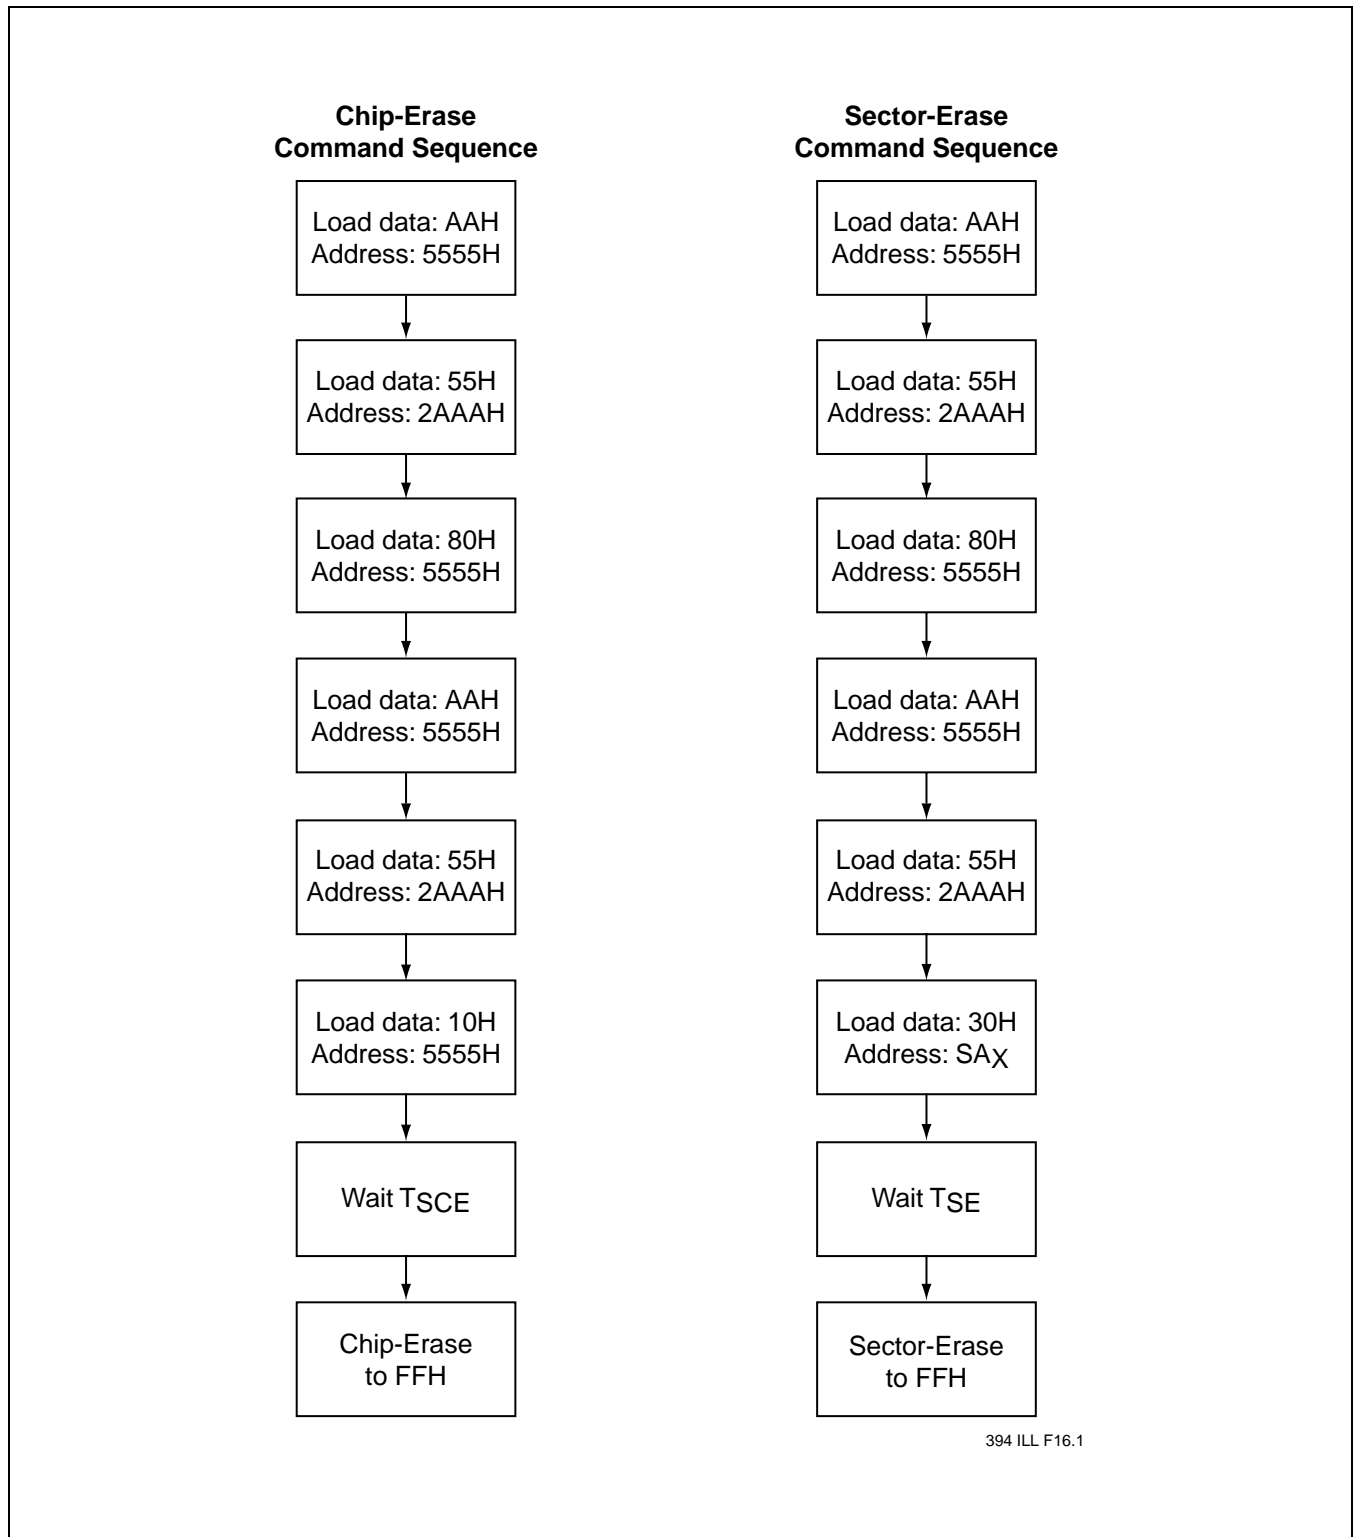 Chip-Erase
Command Sequence
Load data: AAH
Address: 5555H
Load data: 55H
Address: 2AAAH
Load data: 80H
Address: 5555H
Load data: AAH
Address: 5555H
Load data: 55H
Address: 2AAAH
Load data: 10H
Address: 5555H
Wait TSCE
Chip-Erase
to FFH
Sector-Erase
Command Sequence
Load data: AAH
Address: 5555H
Load data: 55H
Address: 2AAAH
Load data: 80H
Address: 5555H
Load data: AAH
Address: 5555H
Load data: 55H
Address: 2AAAH
Load data: 30H
Address: SAX
Wait TSE
Sector-Erase
to FFH
394 ILL F16.1